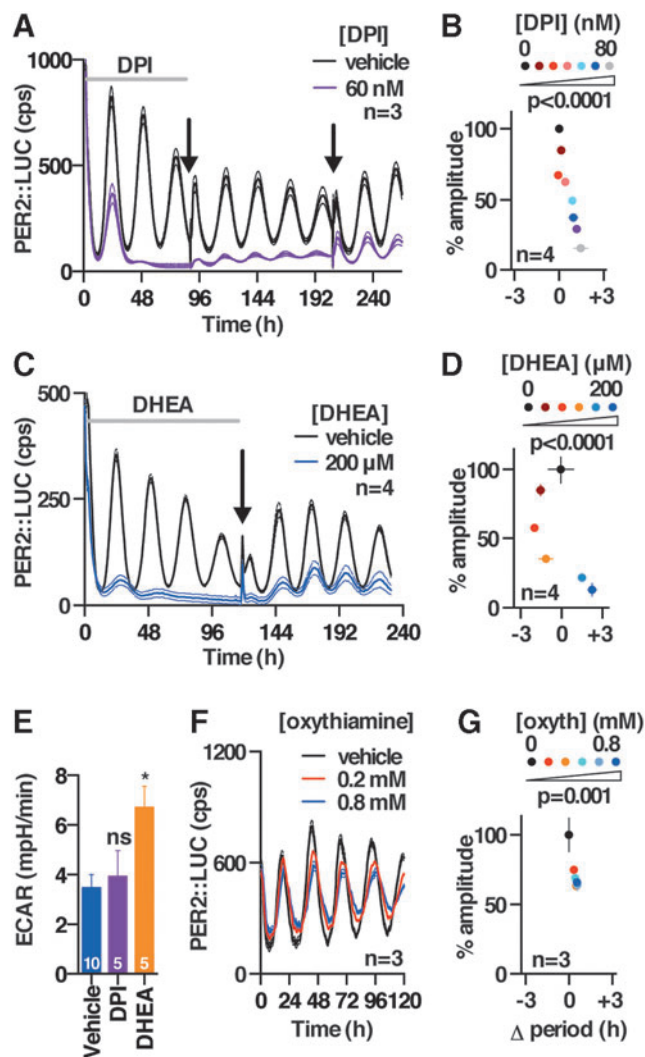 A
[DPI]
DPI
vehicle
60 nM
n=3
PER2::LUC (cps)
1000
500
0
0 48 96 144 192 240
Time (h)
B
[DPI] (nM)
0 80
p<0.0001
% amplitude
100
50
0
n=4
-3 0 +3
C
[DHEA]
DHEA
vehicle
200 µM
n=4
PER2::LUC (cps)
500
250
0
0 48 96 144 192 240
Time (h)
D
[DHEA] (µM)
0 200
p<0.0001
% amplitude
100
50
0
n=4
-3 0 +3
E
ECAR (mpH/min)
8
6
4
2
0
ns
*
10 5 5
Vehicle
DPI
DHEA
F
[oxythiamine]
vehicle
0.2 mM
0.8 mM
PER2::LUC (cps)
1200
600
0
n=3
0 24 48 72 96 120
Time (h)
G
[oxyth] (mM)
0 0.8
p=0.001
% amplitude
100
50
0
n=3
-3 0 +3
Δ period (h)